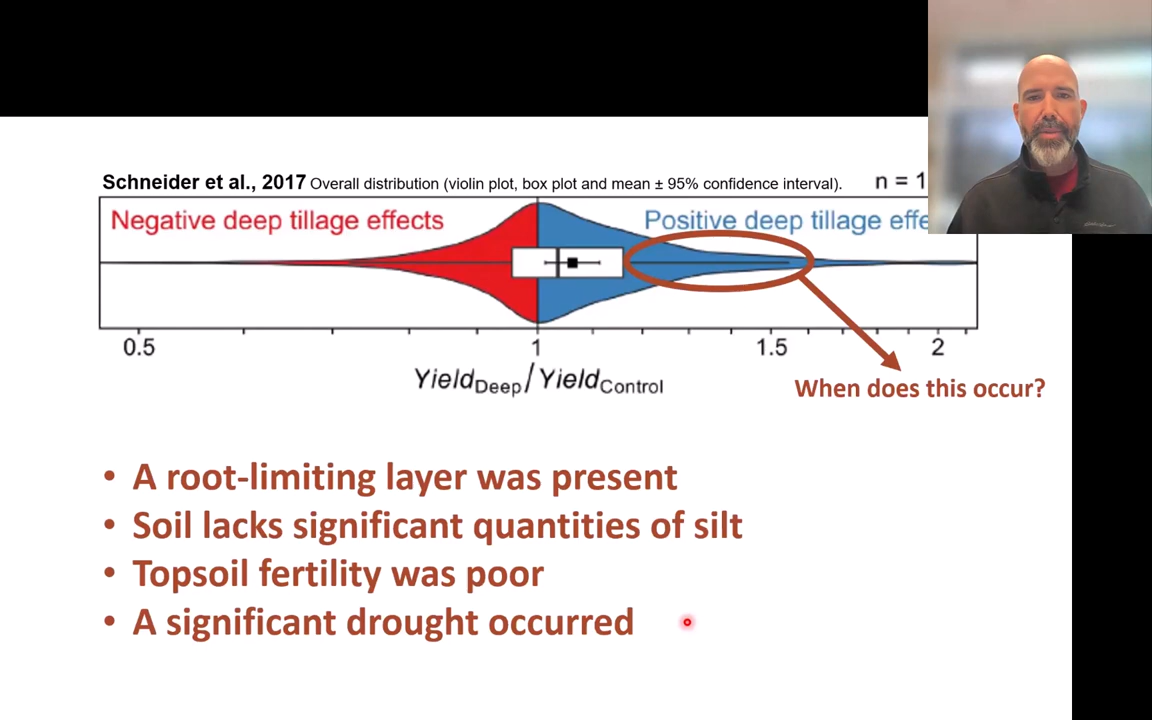 Schneider et al., 2017 Overall distribution (violin plot, box plot and mean ± 95% confidence interval). n = 1
Negative deep tillage effects Positive deep tillage effe
0.5 1 1.5 2
YieldDeep/YieldControl
When does this occur?
• A root-limiting layer was present
• Soil lacks significant quantities of silt
• Topsoil fertility was poor
• A significant drought occurred